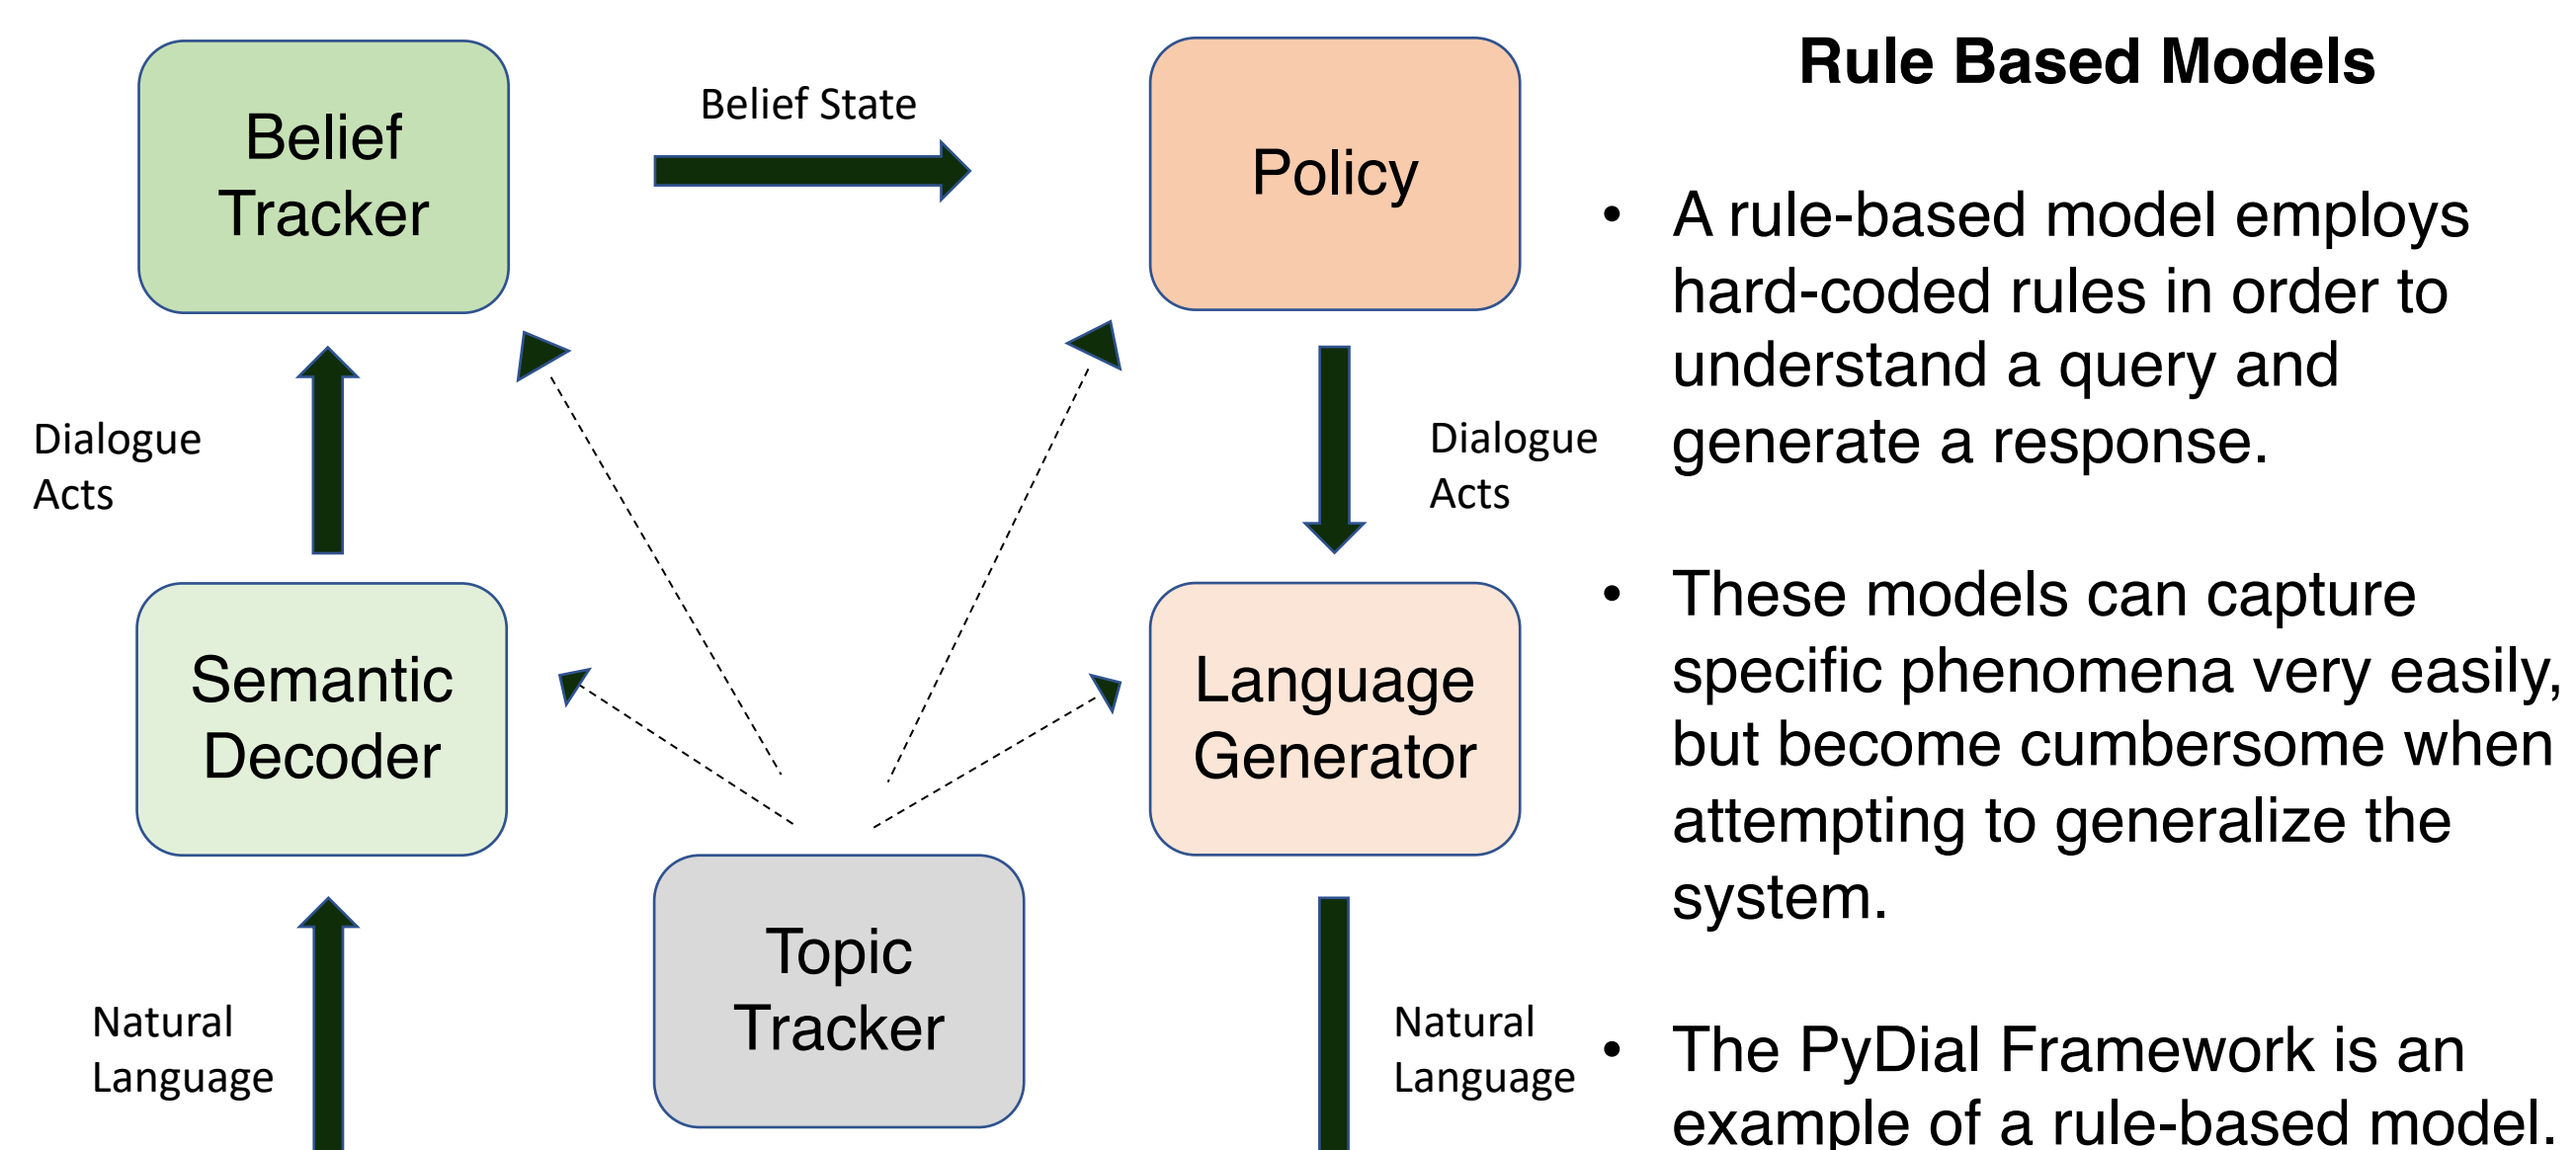 Belief
Tracker
Belief State
Policy
Dialogue
Acts
Dialogue
Acts
Semantic
Decoder
Language
Generator
Topic
Tracker
Natural
Language
Natural
Language
Rule Based Models
• A rule-based model employs
hard-coded rules in order to
understand a query and
generate a response.
• These models can capture
specific phenomena very easily,
but become cumbersome when
attempting to generalize the
system.
• The PyDial Framework is an
example of a rule-based model.